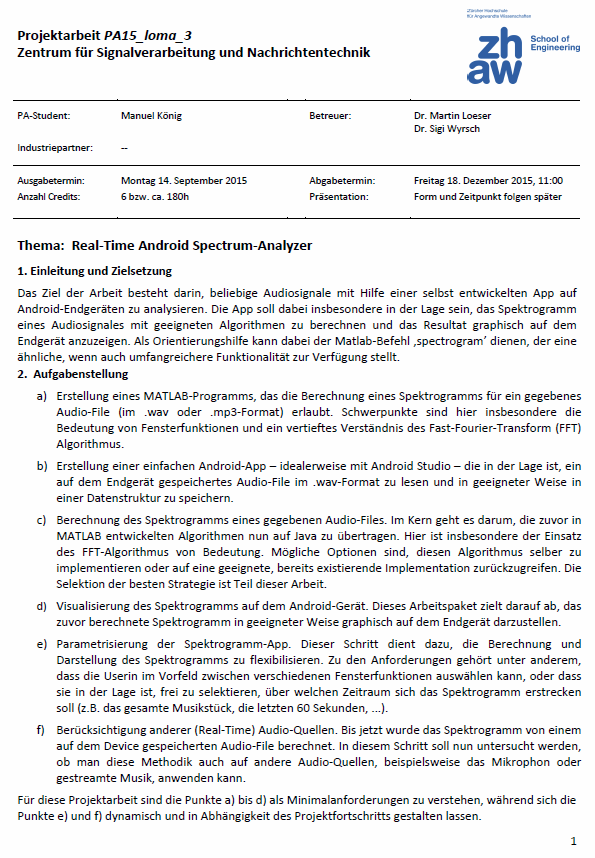 Zürcher Hochschule
für Angewandte Wissenschaften
Projektarbeit PA15_loma_3
Zentrum für Signalverarbeitung und Nachrichtentechnik
zh
aw
School of
Engineering
PA-Student: Manuel König Betreuer: Dr. Martin Loeser
Dr. Sigi Wyrsch
Industriepartner: --
Ausgabetermin: Montag 14. September 2015 Abgabetermin: Freitag 18. Dezember 2015, 11:00
Anzahl Credits: 6 bzw. ca. 180h Präsentation: Form und Zeitpunkt folgen später
Thema: Real-Time Android Spectrum-Analyzer
1. Einleitung und Zielsetzung
Das Ziel der Arbeit besteht darin, beliebige Audiosignale mit Hilfe einer selbst entwickelten App auf
Android-Endgeräten zu analysieren. Die App soll dabei insbesondere in der Lage sein, das Spektrogramm
eines Audiosignales mit geeigneten Algorithmen zu berechnen und das Resultat graphisch auf dem
Endgerät anzuzeigen. Als Orientierungshilfe kann dabei der Matlab-Befehl ‚spectrogram’ dienen, der eine
ähnliche, wenn auch umfangreichere Funktionalität zur Verfügung stellt.
2. Aufgabenstellung
a) Erstellung eines MATLAB-Programms, das die Berechnung eines Spektrogramms für ein gegebenes
Audio-File (im .wav oder .mp3-Format) erlaubt. Schwerpunkte sind hier insbesondere die
Bedeutung von Fensterfunktionen und ein vertieftes Verständnis des Fast-Fourier-Transform (FFT)
Algorithmus.
b) Erstellung einer einfachen Android-App – idealerweise mit Android Studio – die in der Lage ist, ein
auf dem Endgerät gespeichertes Audio-File im .wav-Format zu lesen und in geeigneter Weise in
einer Datenstruktur zu speichern.
c) Berechnung des Spektrogramms eines gegebenen Audio-Files. Im Kern geht es darum, die zuvor in
MATLAB entwickelten Algorithmen nun auf Java zu übertragen. Hier ist insbesondere der Einsatz
des FFT-Algorithmus von Bedeutung. Mögliche Optionen sind, diesen Algorithmus selber zu
implementieren oder auf eine geeignete, bereits existierende Implementation zurückzugreifen. Die
Selektion der besten Strategie ist Teil dieser Arbeit.
d) Visualisierung des Spektrogramms auf dem Android-Gerät. Dieses Arbeitspaket zielt darauf ab, das
zuvor berechnete Spektrogramm in geeigneter Weise graphisch auf dem Endgerät darzustellen.
e) Parametrisierung der Spektrogramm-App. Dieser Schritt dient dazu, die Berechnung und
Darstellung des Spektrogramms zu flexibilisieren. Zu den Anforderungen gehört unter anderem,
dass die Userin im Vorfeld zwischen verschiedenen Fensterfunktionen auswählen kann, oder dass
sie in der Lage ist, frei zu selektieren, über welchen Zeitraum sich das Spektrogramm erstrecken
soll (z.B. das gesamte Musikstück, die letzten 60 Sekunden, ...).
f) Berücksichtigung anderer (Real-Time) Audio-Quellen. Bis jetzt wurde das Spektrogramm von einem
auf dem Device gespeicherten Audio-File berechnet. In diesem Schritt soll nun untersucht werden,
ob man diese Methodik auch auf andere Audio-Quellen, beispielsweise das Mikrophon oder
gestreamte Musik, anwenden kann.
Für diese Projektarbeit sind die Punkte a) bis d) als Minimalanforderungen zu verstehen, während sich die
Punkte e) und f) dynamisch und in Abhängigkeit des Projektfortschritts gestalten lassen.
1